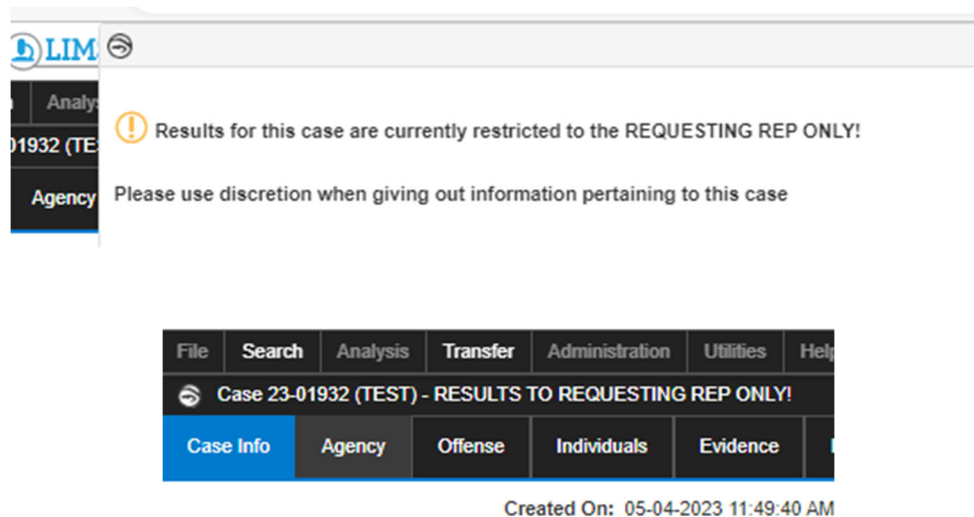 LIM
Results for this case are currently restricted to the REQUESTING REP ONLY!
Analy
1932 (TE
Agency
Please use discretion when giving out information pertaining to this case
File Search Analysis Transfer Administration Utilities Help
Case 23-01932 (TEST) - RESULTS TO REQUESTING REP ONLY!
Case Info Agency Offense Individuals Evidence
Created On: 05-04-2023 11:49:40 AM